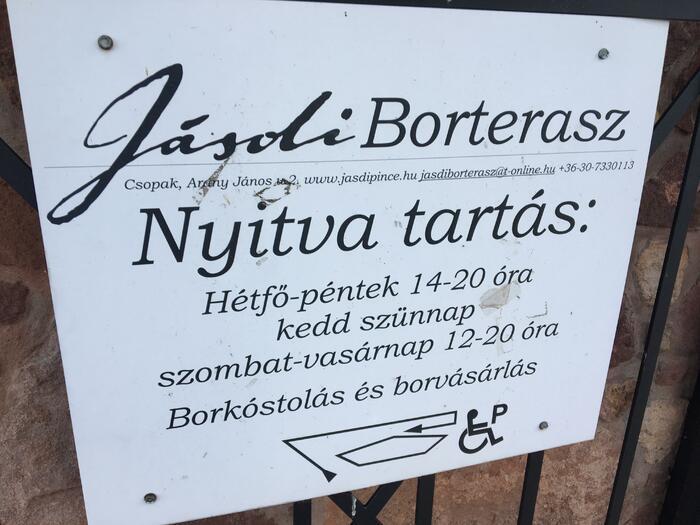 Jásdi Borterasz
Csopak, Arany János u 2. www.jasdipince.hu jasdiborterasz@t-online.hu +36-30-7330113
Nyitva tartás:
Hétfő-péntek 14-20 óra
kedd szünnap
szombat-vasárnap 12-20 óra
Borkóstolás és borvásárlás
P